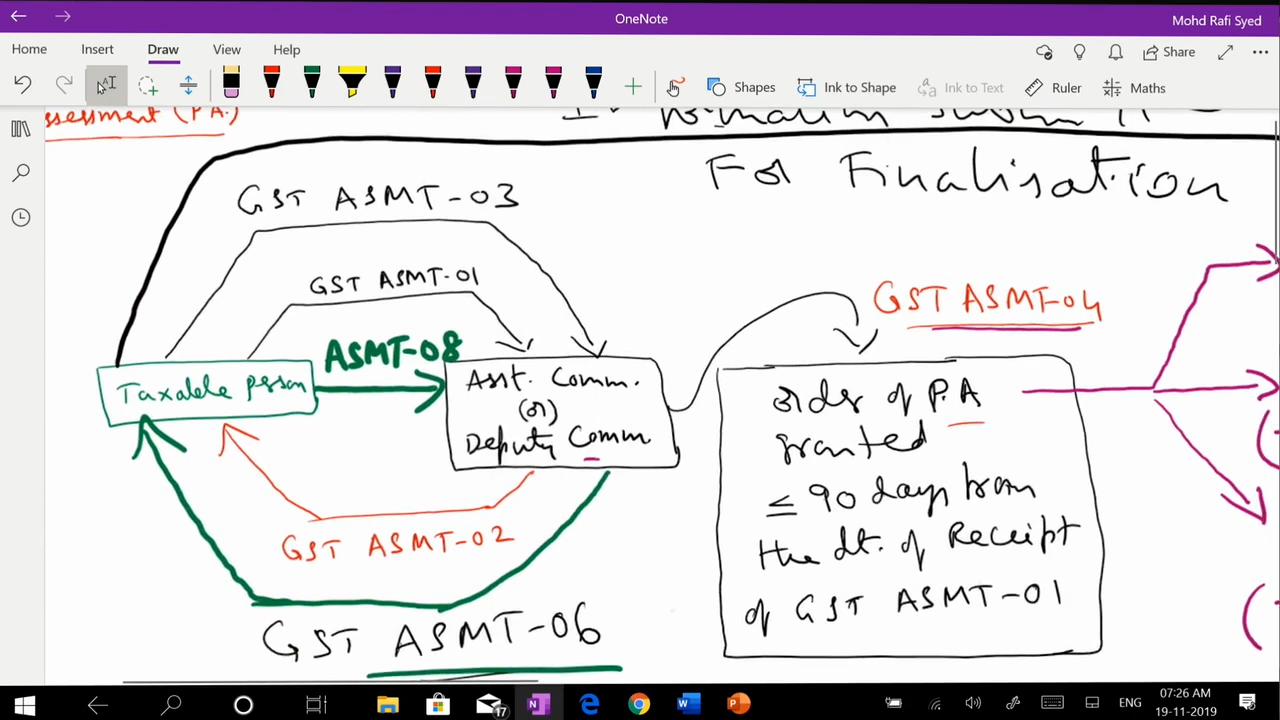 OneNote
Mohd Rafi Syed
Home Insert Draw View Help
Share
Shapes Ink to Shape Ink to Text Ruler Maths
ssessment (P.A.)
For Finalisation
GST ASMT-03
GST ASMT-01
GST ASMT-04
ASMT-08
Taxable person
Asst. Comm.
(or)
Deputy Comm
order of P.A
granted
≤ 90 days from
the dt. of Receipt
of GST ASMT-01
GST ASMT-02
GST ASMT-06
17
ENG
07:26 AM
19-11-2019